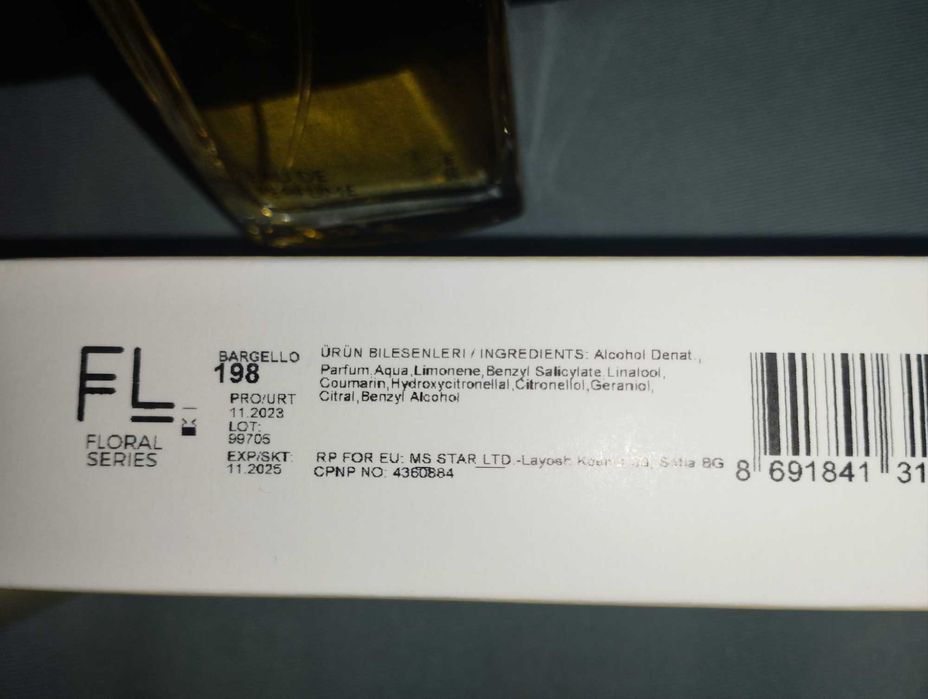 FL
FLORAL
SERIES
BARGELLO
198
PRO/URT
11.2023
LOT:
99705
EXP/SKT:
11.2025
ÜRÜN BILESENLERI / INGREDIENTS: Alcohol Denat.,
Parfum,Aqua,Limonene,Benzyl Salicylate,Linalool,
Coumarin,Hydroxycitronellal,Citronellol,Geraniol,
Citral,Benzyl Alcohol
RP FOR EU: MS STAR LTD.-Layosh BG
CPNP NO: 4360884
8 691841 31